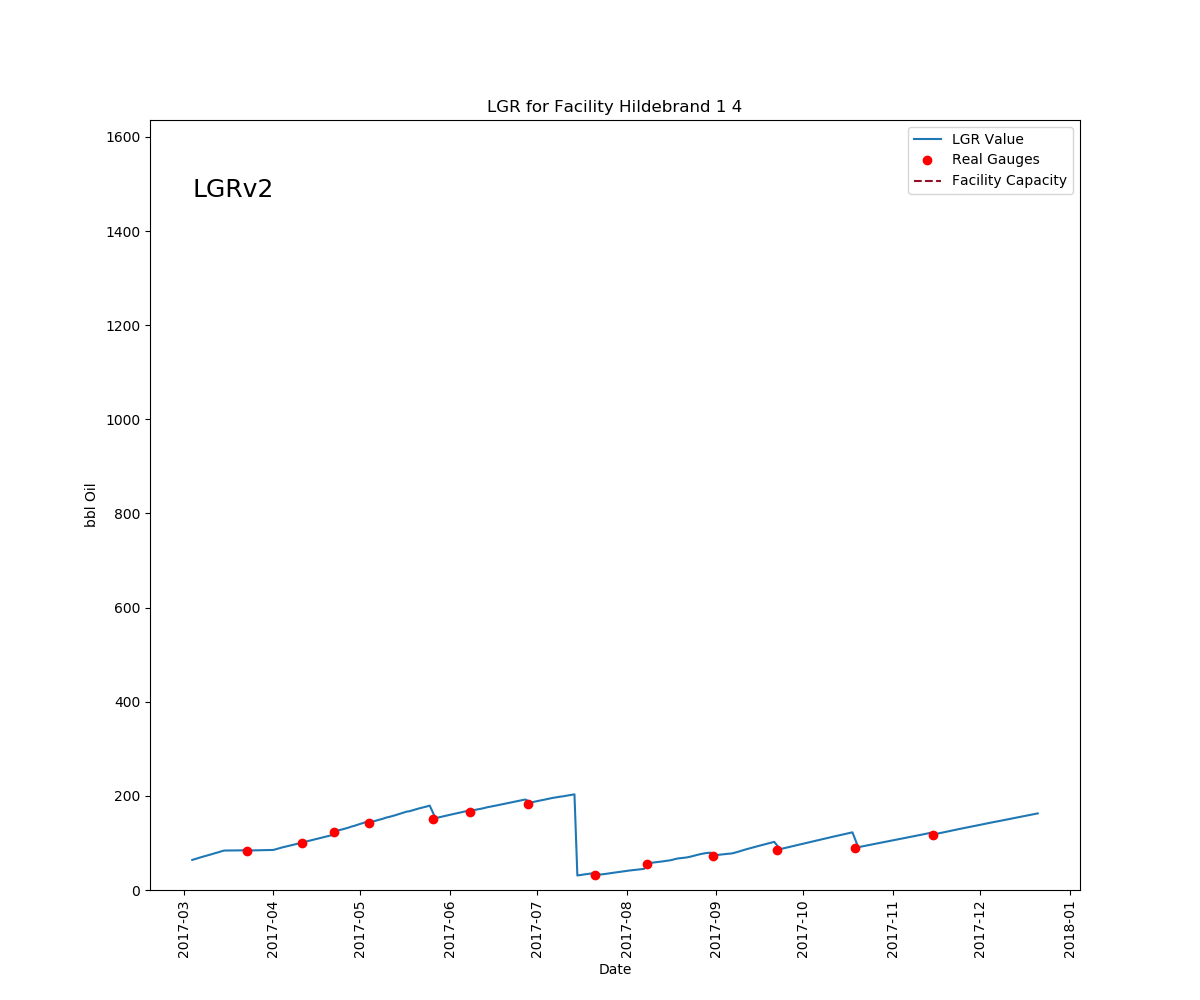 LGR for Facility Hildebrand 1 4
LGRv2
LGR Value
Real Gauges
Facility Capacity
bbl Oil
1600
1400
1200
1000
800
600
400
200
0
2017-03
2017-04
2017-05
2017-06
2017-07
2017-08
2017-09
2017-10
2017-11
2017-12
2018-01
Date